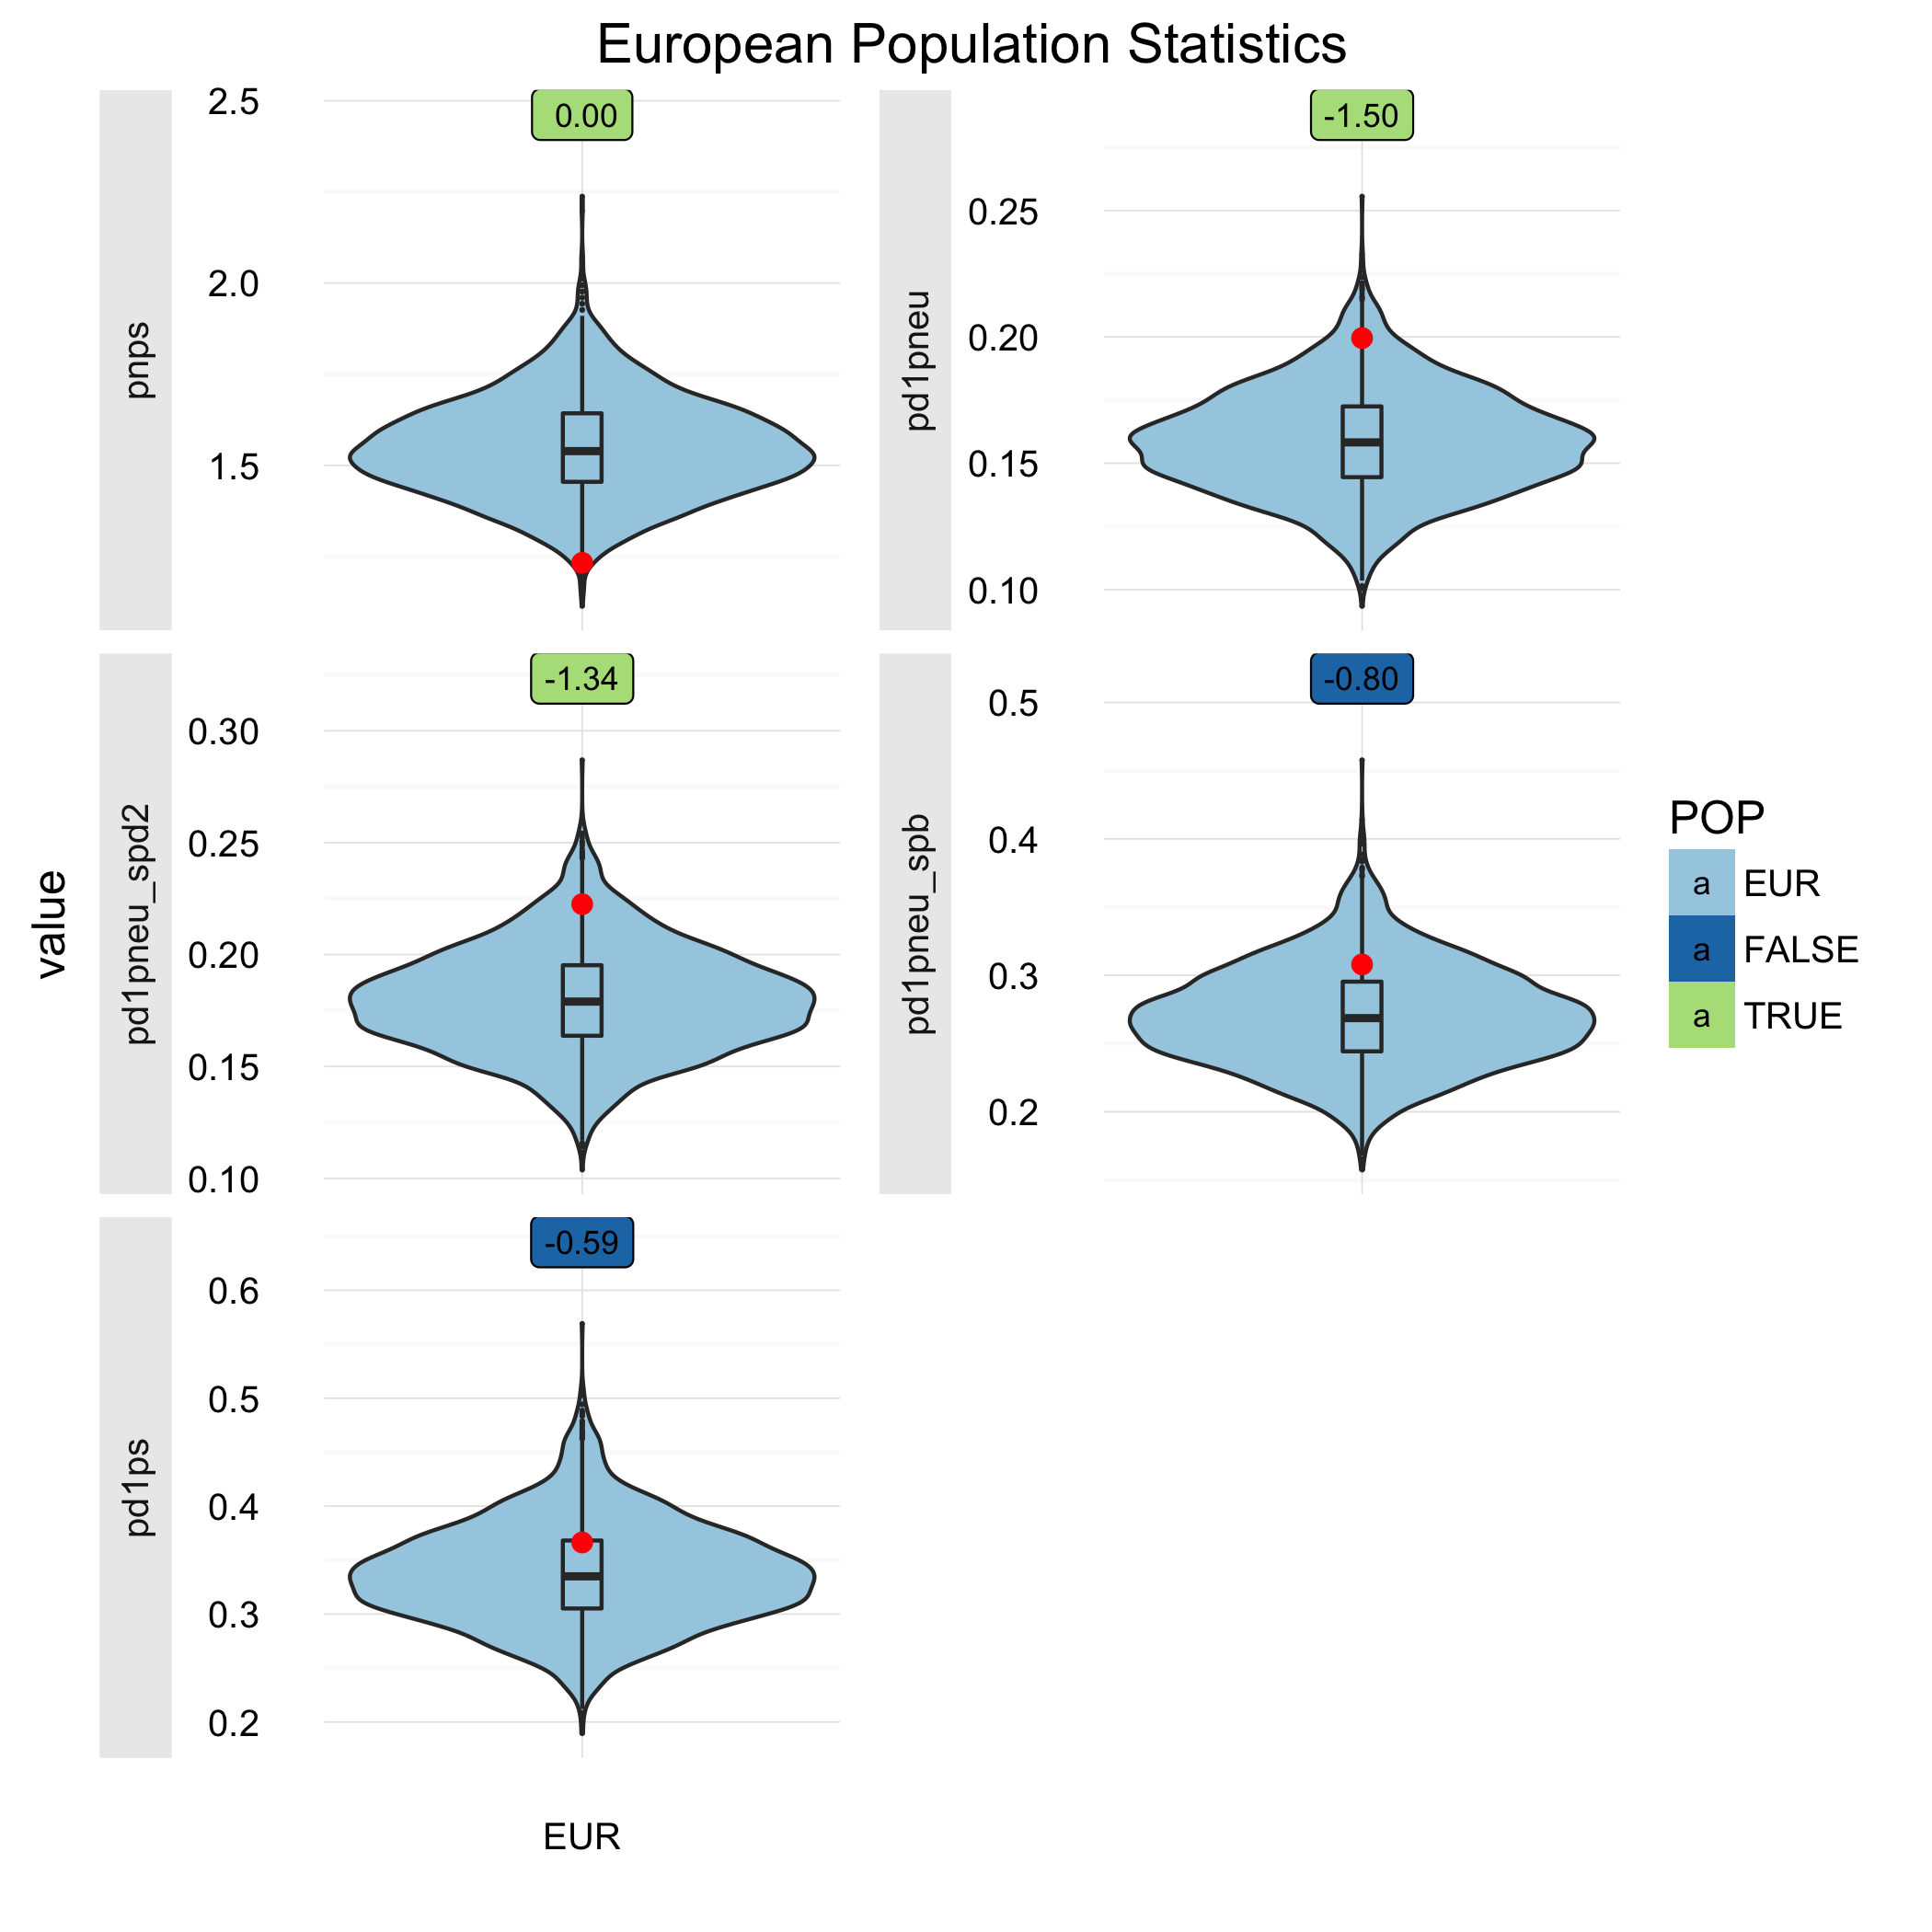 European Population Statistics
value
pnps
2.5
2.0
1.5
0.00
pd1pneu
0.25
0.20
0.15
0.10
-1.50
pd1pneu_spd2
0.30
0.25
0.20
0.15
0.10
-1.34
pd1pneu_spb
0.5
0.4
0.3
0.2
-0.80
pd1ps
0.6
0.5
0.4
0.3
0.2
-0.59
EUR
POP
a EUR
a FALSE
a TRUE